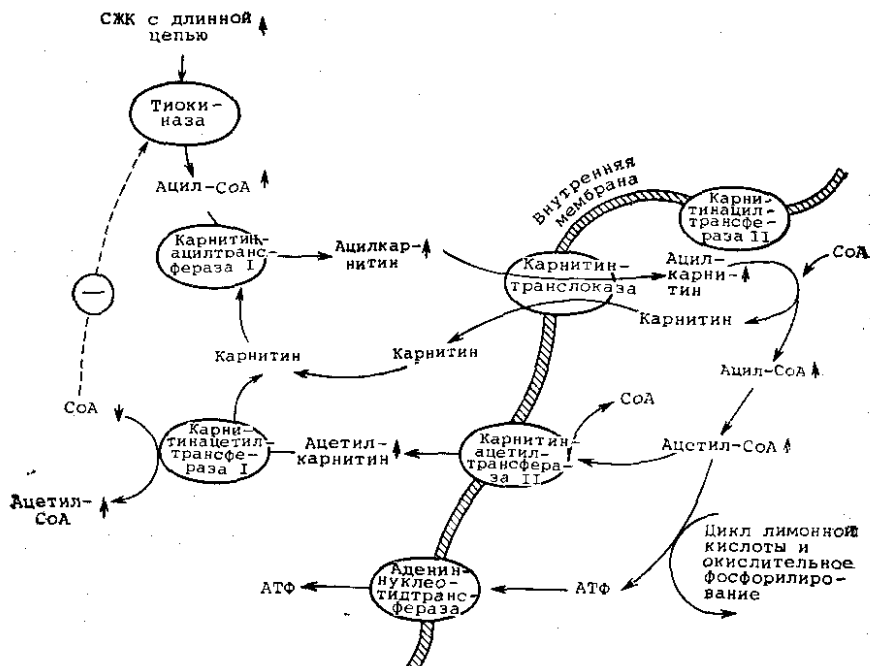 СЖК с длинной
цепью
Тиоки-
наза
Ацил-СоА
Карнитин-
ацилтранс-
фераза I
Ацилкар-
нитин
Внутренняя
мембрана
Карни-
тинацил-
трансфе-
раза II
Карнитин-
транслоказа
Ацил-
карни-
тин
СоА
Карнитин
Карнитин
Карнитин
Ацил-СоА
СоА
Карни-
тинацетил-
трансфе-
раза I
Ацетил-
карнитин
Карнитин-
ацетил-
трансфера-
за II
СоА
Ацетил-СоА
Ацетил-
СоА
Цикл лимонной
кислоты и
окислительное
фосфорилиро-
вание
АТФ
Аденин-
нуклео-
тидтранс-
фераза
АТФ